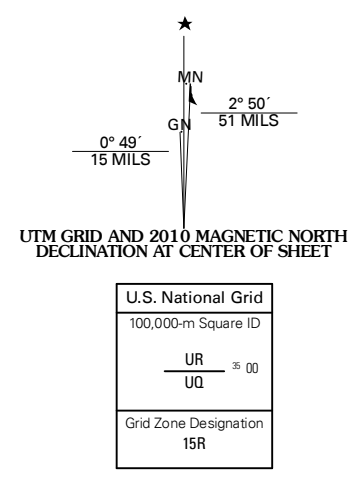 MN
2° 50´
51 MILS
GN
0° 49´
15 MILS
UTM GRID AND 2010 MAGNETIC NORTH
DECLINATION AT CENTER OF SHEET
U.S. National Grid
100,000-m Square ID
UR
35 00
UQ
Grid Zone Designation
15R